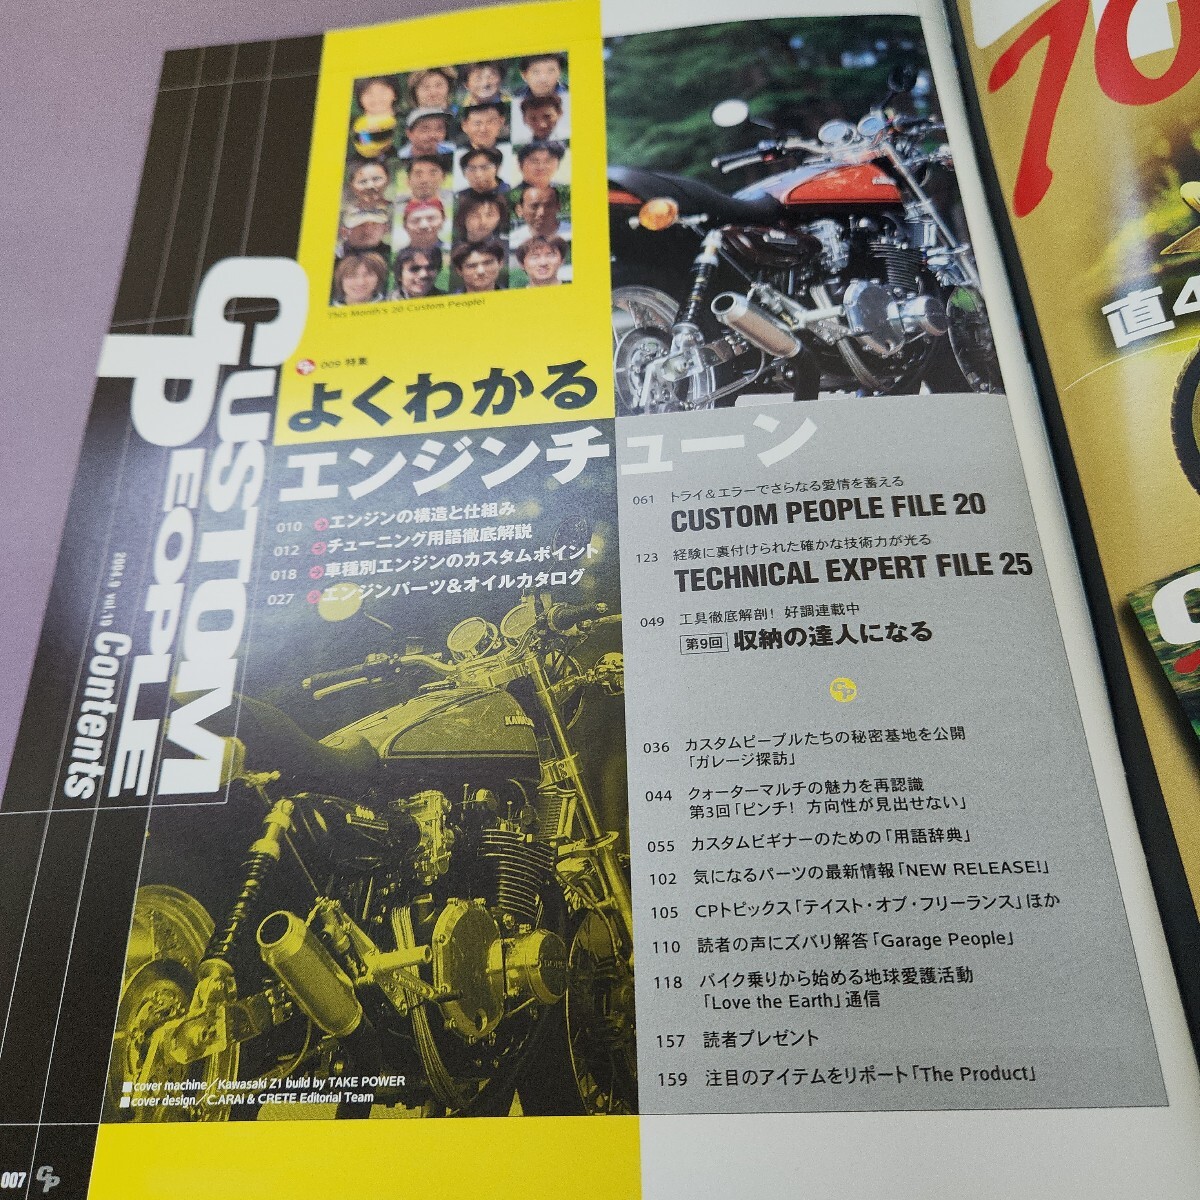 CUSTOM
PEOPLE
2004.9 vol.10 Contents
This Month's 20 Custom People!
CP 009 特集
よくわかる
エンジンチューン
010 エンジンの構造と仕組み
012 チューニング用語徹底解説
018 車種別エンジンのカスタムポイント
027 エンジンパーツ&オイルカタログ
061 トライ&エラーでさらなる愛情を蓄える
CUSTOM PEOPLE FILE 20
123 経験に裏付けられた確かな技術力が光る
TECHNICAL EXPERT FILE 25
049 工具徹底解剖! 好調連載中
第9回 収納の達人になる
CP
036 カスタムピープルたちの秘密基地を公開
「ガレージ探訪」
044 クォーターマルチの魅力を再認識
第3回「ピンチ! 方向性が見出せない」
055 カスタムビギナーのための「用語辞典」
102 気になるパーツの最新情報「NEW RELEASE!」
105 CPトピックス「テイスト・オブ・フリーランス」ほか
110 読者の声にズバリ解答「Garage People」
118 バイク乗りから始める地球愛護活動
「Love the Earth」通信
157 読者プレゼント
159 注目のアイテムをリポート「The Product」
KAWASAKI
■cover machine/Kawasaki Z1 build by TAKE POWER
■cover design/C.ARAI & CRETE Editorial Team
007 CP
直4